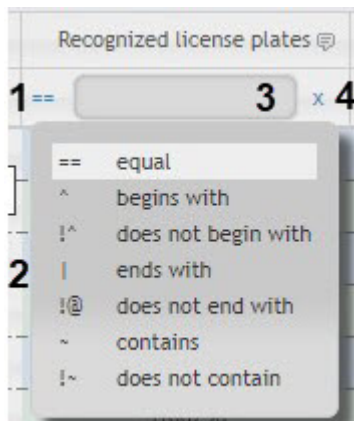 Recognized license plates
1 == 3 x 4
== equal
^ begins with
!^ does not begin with
2 | ends with
!@ does not end with
~ contains
!~ does not contain